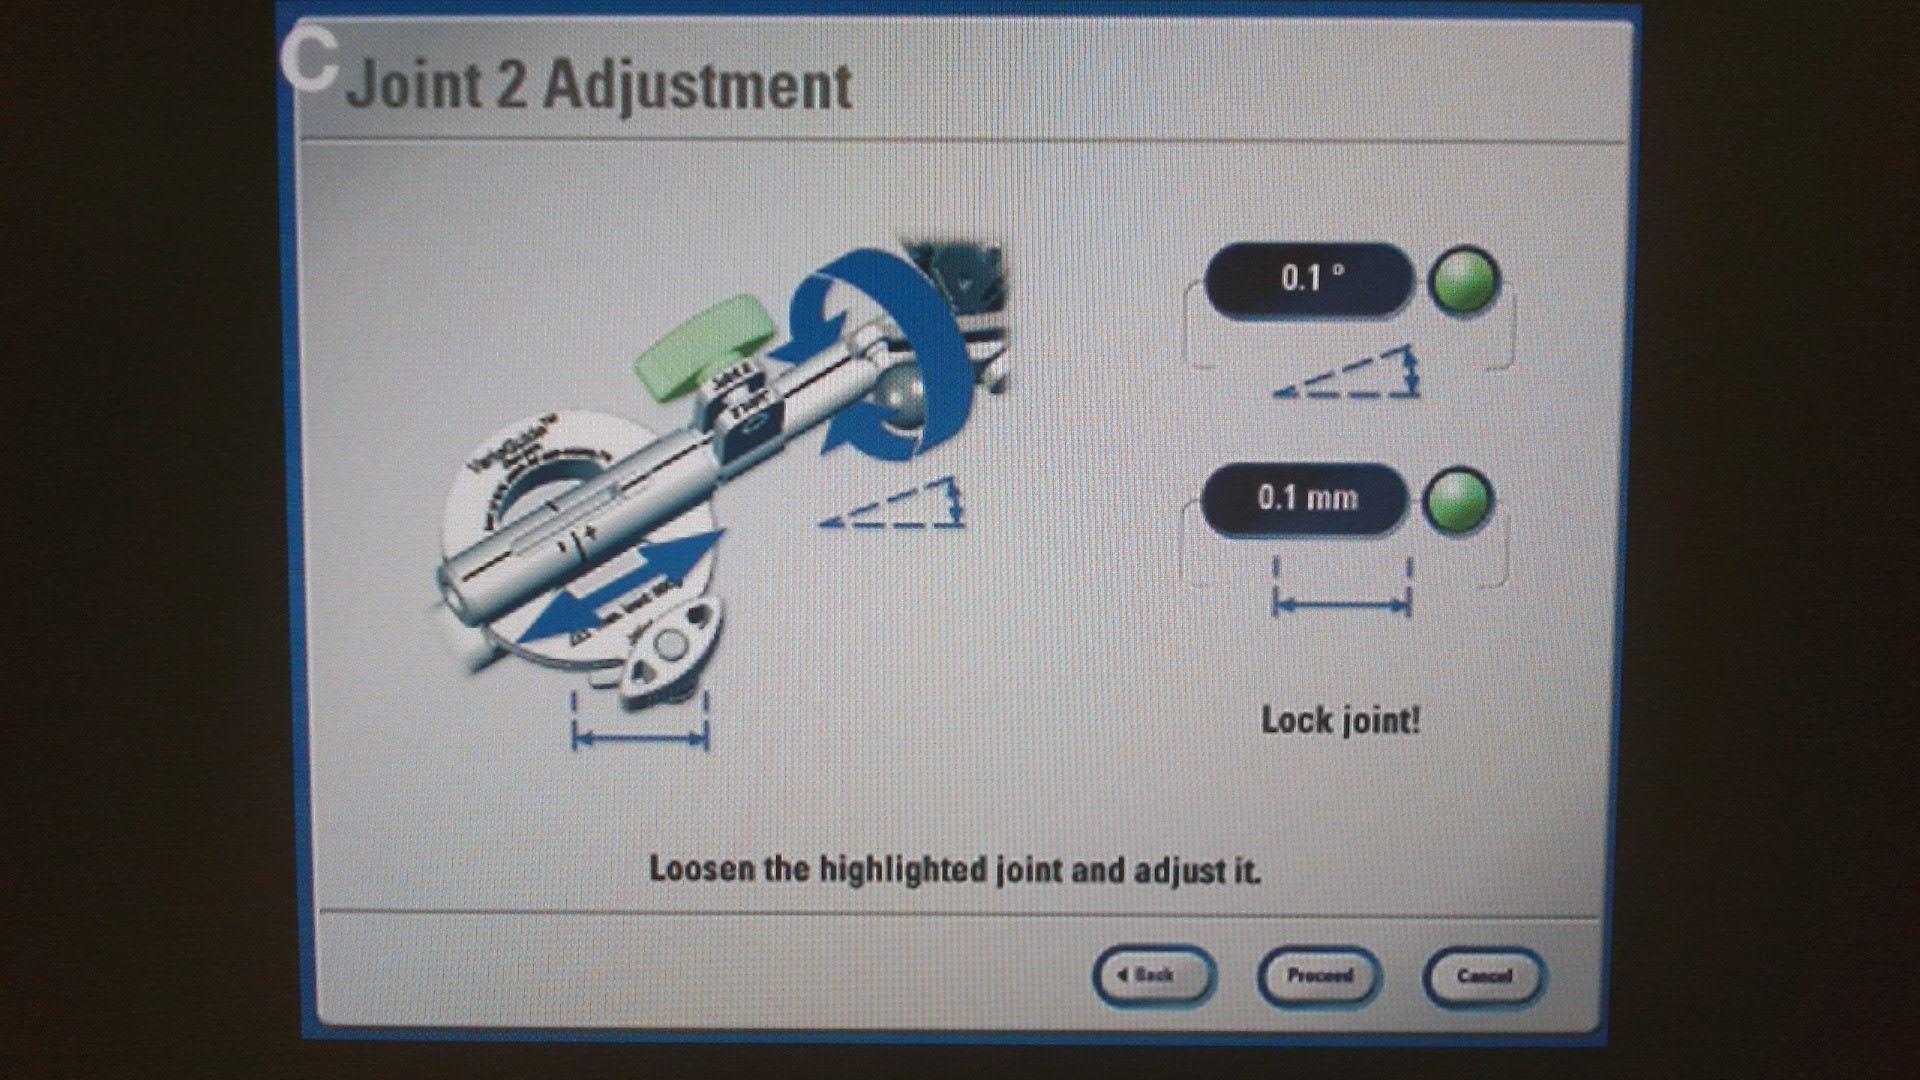 C
Joint 2 Adjustment
0.1 °
VarioGuide™
0.1 mm
- +
Lock joint!
Loosen the highlighted joint and adjust it.
Back
Proceed
Cancel